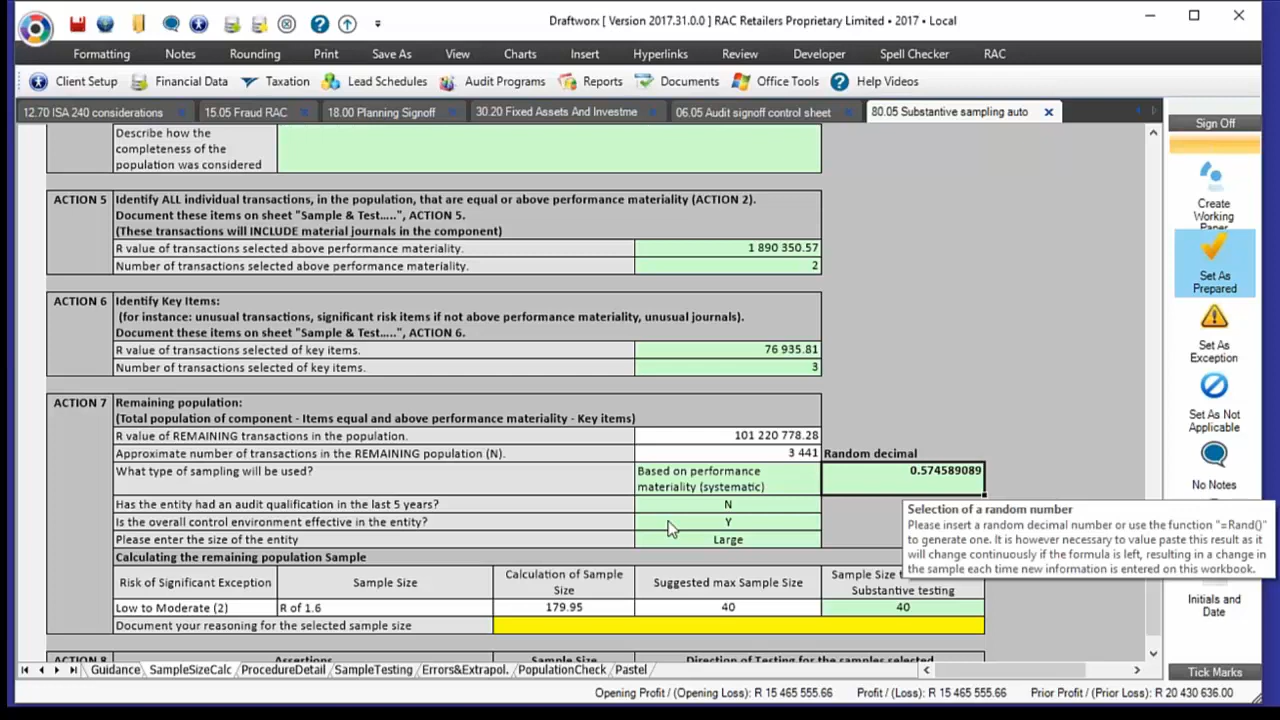 Draftworx [ Version 2017.31.0.0 ] RAC Retailers Proprietary Limited • 2017 • Local
Formatting Notes Rounding Print Save As View Charts Insert Hyperlinks Review Developer Spell Checker RAC
Client Setup Financial Data Taxation Lead Schedules Audit Programs Reports Documents Office Tools Help Videos
12.70 ISA 240 considerations 15.05 Fraud RAC 18.00 Planning Signoff 30.20 Fixed Assets And Investme 06.05 Audit signoff control sheet 80.05 Substantive sampling auto
Sign Off
Describe how the
completeness of the
population was considered
Create
Working
ACTION 5 Identify ALL individual transactions, in the population, that are equal or above performance materiality (ACTION 2).
Document these items on sheet "Sample & Test.....", ACTION 5.
(These transactions will INCLUDE material journals in the component)
R value of transactions selected above performance materiality. 1 890 350.57
Number of transactions selected above performance materiality. 2
Set As
Prepared
ACTION 6 Identify Key Items:
(for instance: unusual transactions, significant risk items if not above performance materiality, unusual journals).
Document these items on sheet "Sample & Test.....", ACTION 6.
R value of transactions selected of key items. 76 935.81
Number of transactions selected of key items. 3
Set As
Exception
ACTION 7 Remaining population:
(Total population of component - Items equal and above performance materiality - Key items)
R value of REMAINING transactions in the population. 101 220 778.28
Approximate number of transactions in the REMAINING population (N). 3 441 Random decimal
Set As Not
Applicable
What type of sampling will be used? Based on performance 0.574589089
materiality (systematic)
No Notes
Has the entity had an audit qualification in the last 5 years? N
Is the overall control environment effective in the entity? Y
Please enter the size of the entity Large
Selection of a random number
Please insert a random decimal number or use the function "=Rand()"
to generate one. It is however necessary to value paste this result as it
will change continuously if the formula is left, resulting in a change in
the sample each time new information is entered on this workbook.
Calculating the remaining population Sample
Risk of Significant Exception Sample Size Calculation of Sample
Size Suggested max Sample Size Sample Size
Substantive testing
Low to Moderate (2) R of 1.6 179.95 40 40
Document your reasoning for the selected sample size
Initials and
Date
ACTION 8 Assertions Sample Size Direction of Testing for the samples selected
Guidance SampleSizeCalc ProcedureDetail SampleTesting Errors&Extrapol. PopulationCheck Pastel
Tick Marks
Opening Profit / (Opening Loss): R 15 465 555.66 Profit / (Loss): R 15 465 555.66 Prior Profit / (Prior Loss): R 20 430 636.00